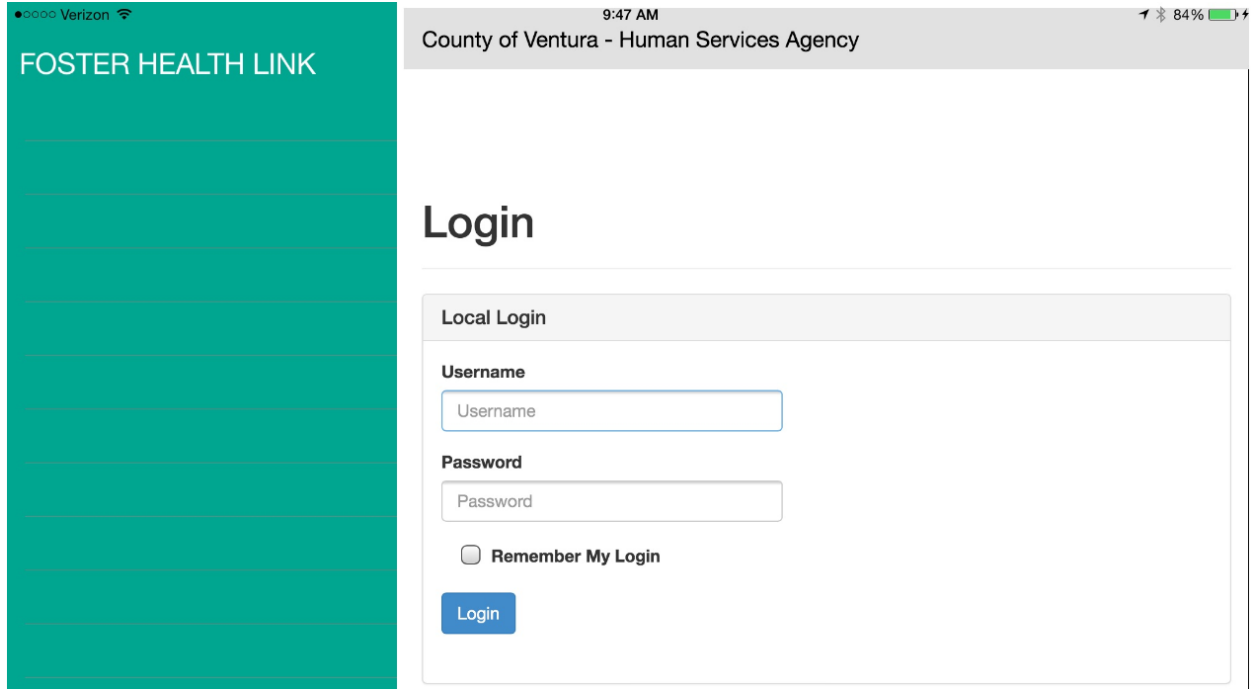 Verizon
9:47 AM
84%
FOSTER HEALTH LINK
County of Ventura - Human Services Agency
Login
Local Login
Username
Username
Password
Password
Remember My Login
Login